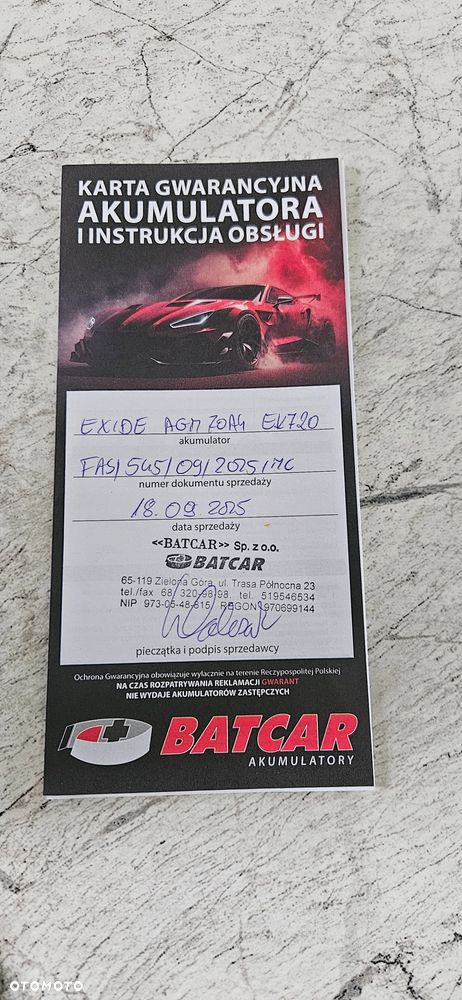 KARTA GWARANCYJNA
AKUMULATORA
I INSTRUKCJA OBSŁUGI
EXIDE AGM 70Ah EK720
akumulator
FAS/545/09/2025/MC
numer dokumentu sprzedaży
18.09.2025
data sprzedaży
<<BATCAR>> Sp. z o.o.
BATCAR
65-119 Zielona Góra, ul. Trasa Północna 23
tel./fax 68 320-98-98. tel. 519546534
NIP 973-05-48-815, REGON 970699144
pieczątka i podpis sprzedawcy
Ochrona Gwarancyjna obowiązuje wyłącznie na terenie Rzeczypospolitej Polskiej
NA CZAS ROZPATRYWANIA REKLAMACJI GWARANT
NIE WYDAJE AKUMULATORÓW ZASTĘPCZYCH
BATCAR
AKUMULATORY
OTOMOTO